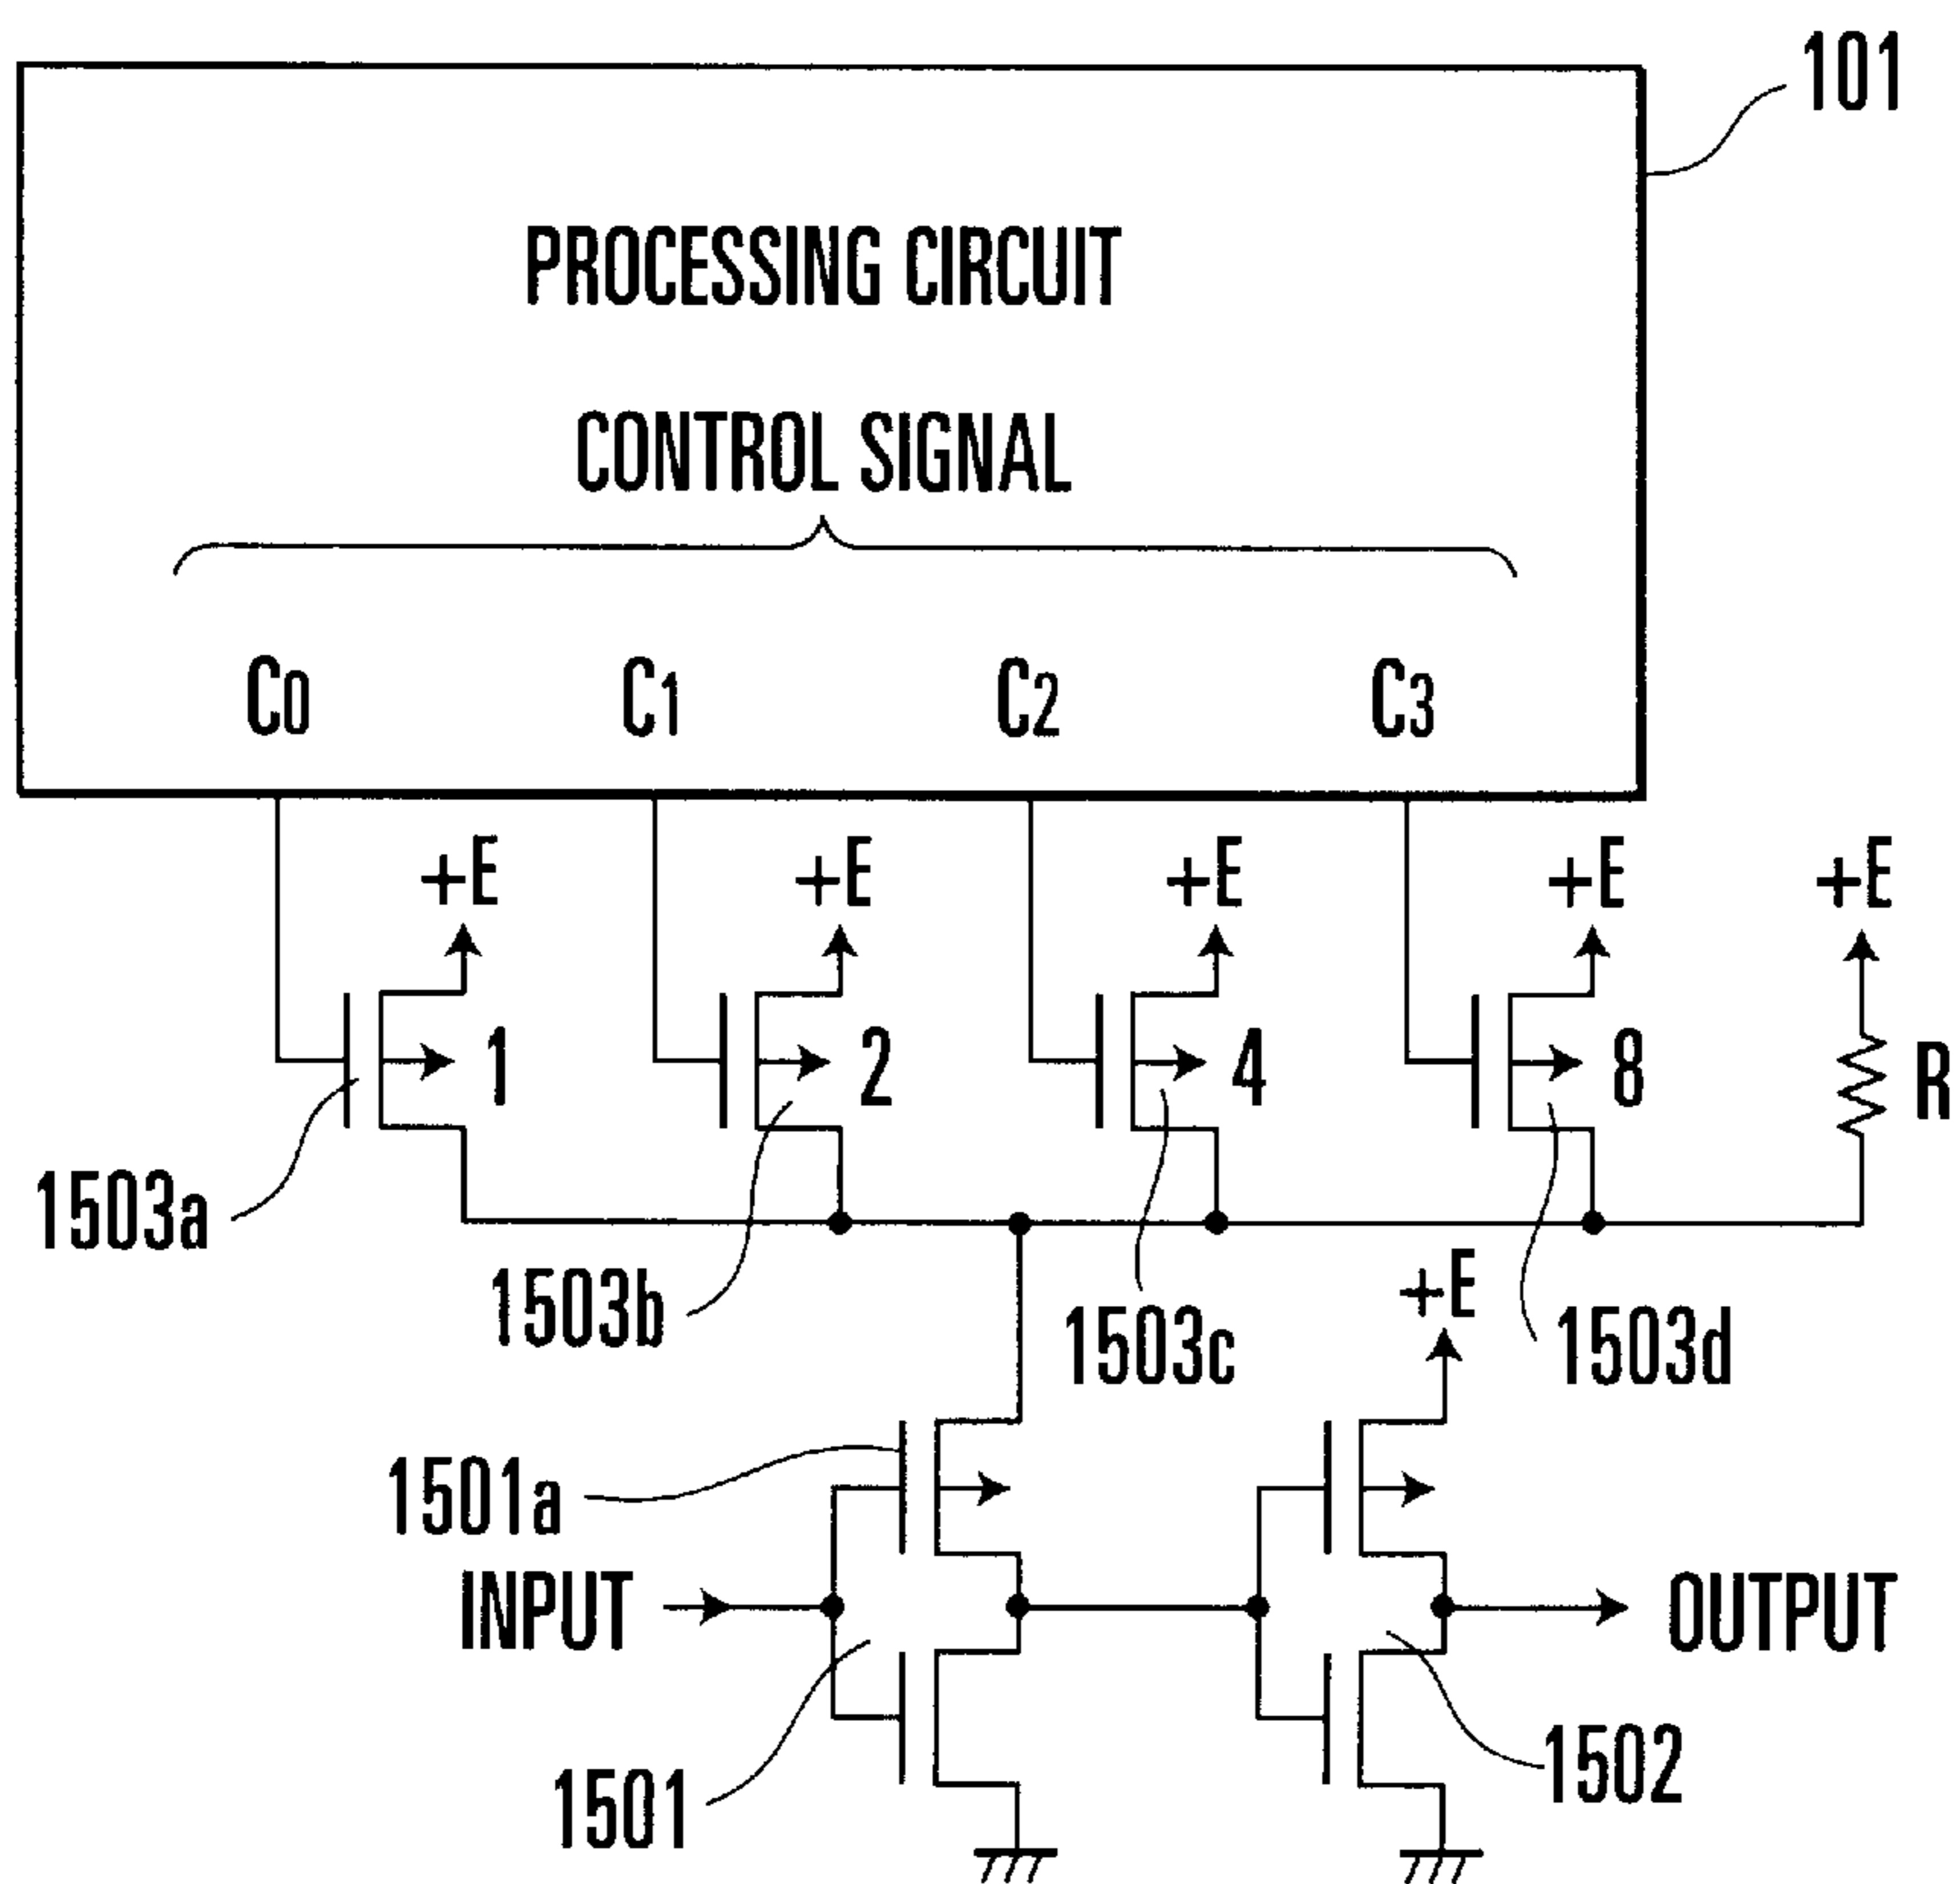 101
PROCESSING CIRCUIT
CONTROL SIGNAL
C0 C1 C2 C3
+E +E +E +E +E
1 2 4 8 R
1503a
1503b
1503c
1503d
+E
1501a
INPUT
OUTPUT
1501
1502